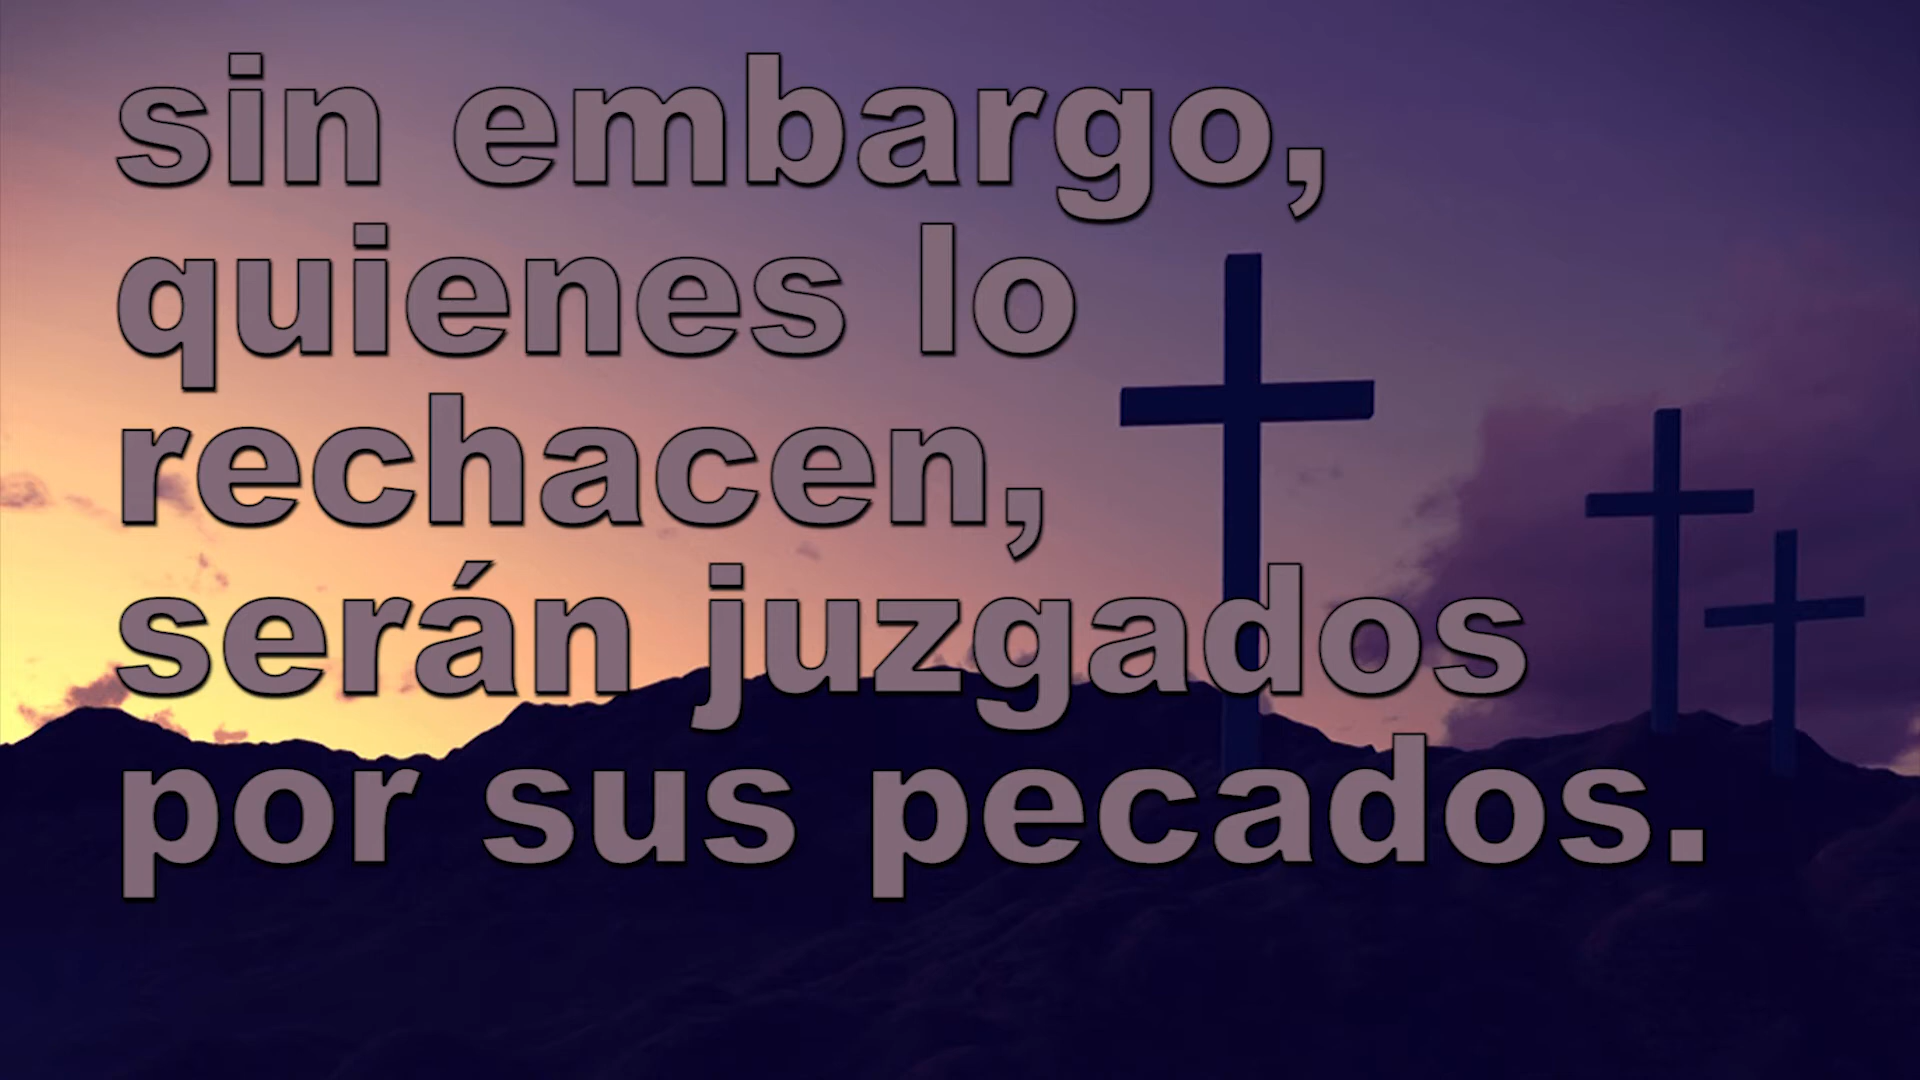 sin embargo,
quienes lo
rechacen,
serán juzgados
por sus pecados.